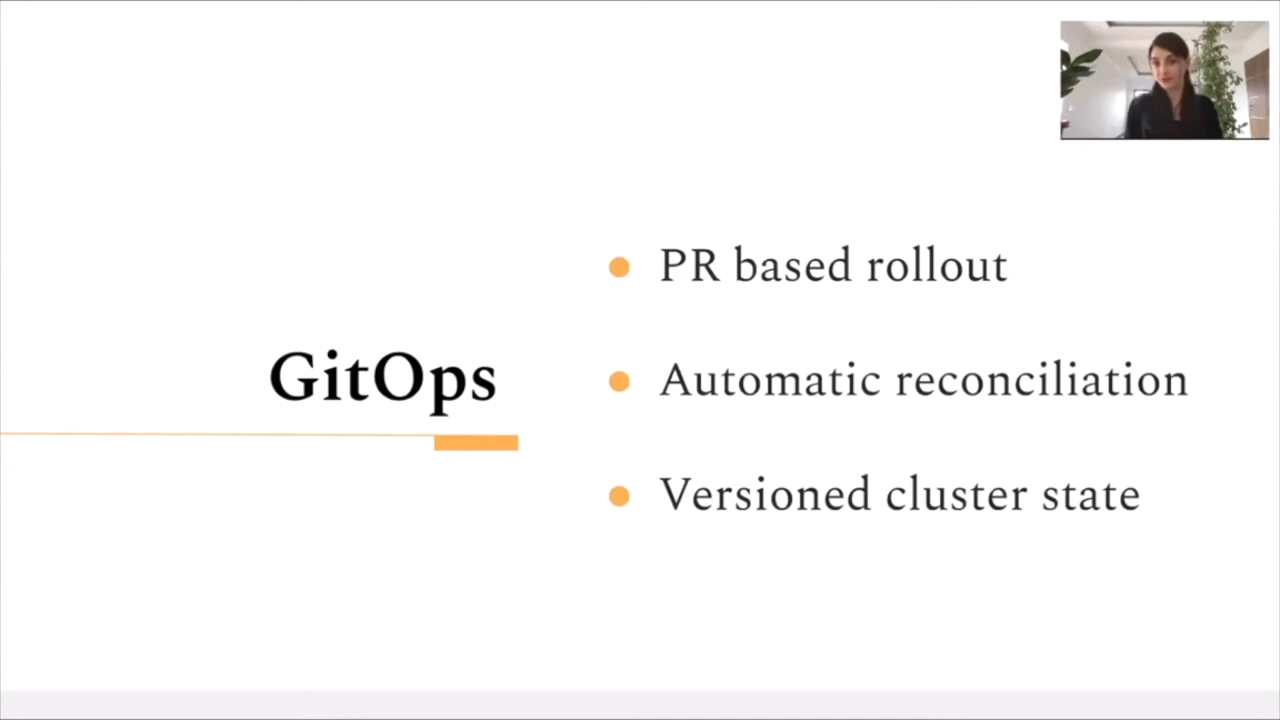 GitOps
PR based rollout
Automatic reconciliation
Versioned cluster state